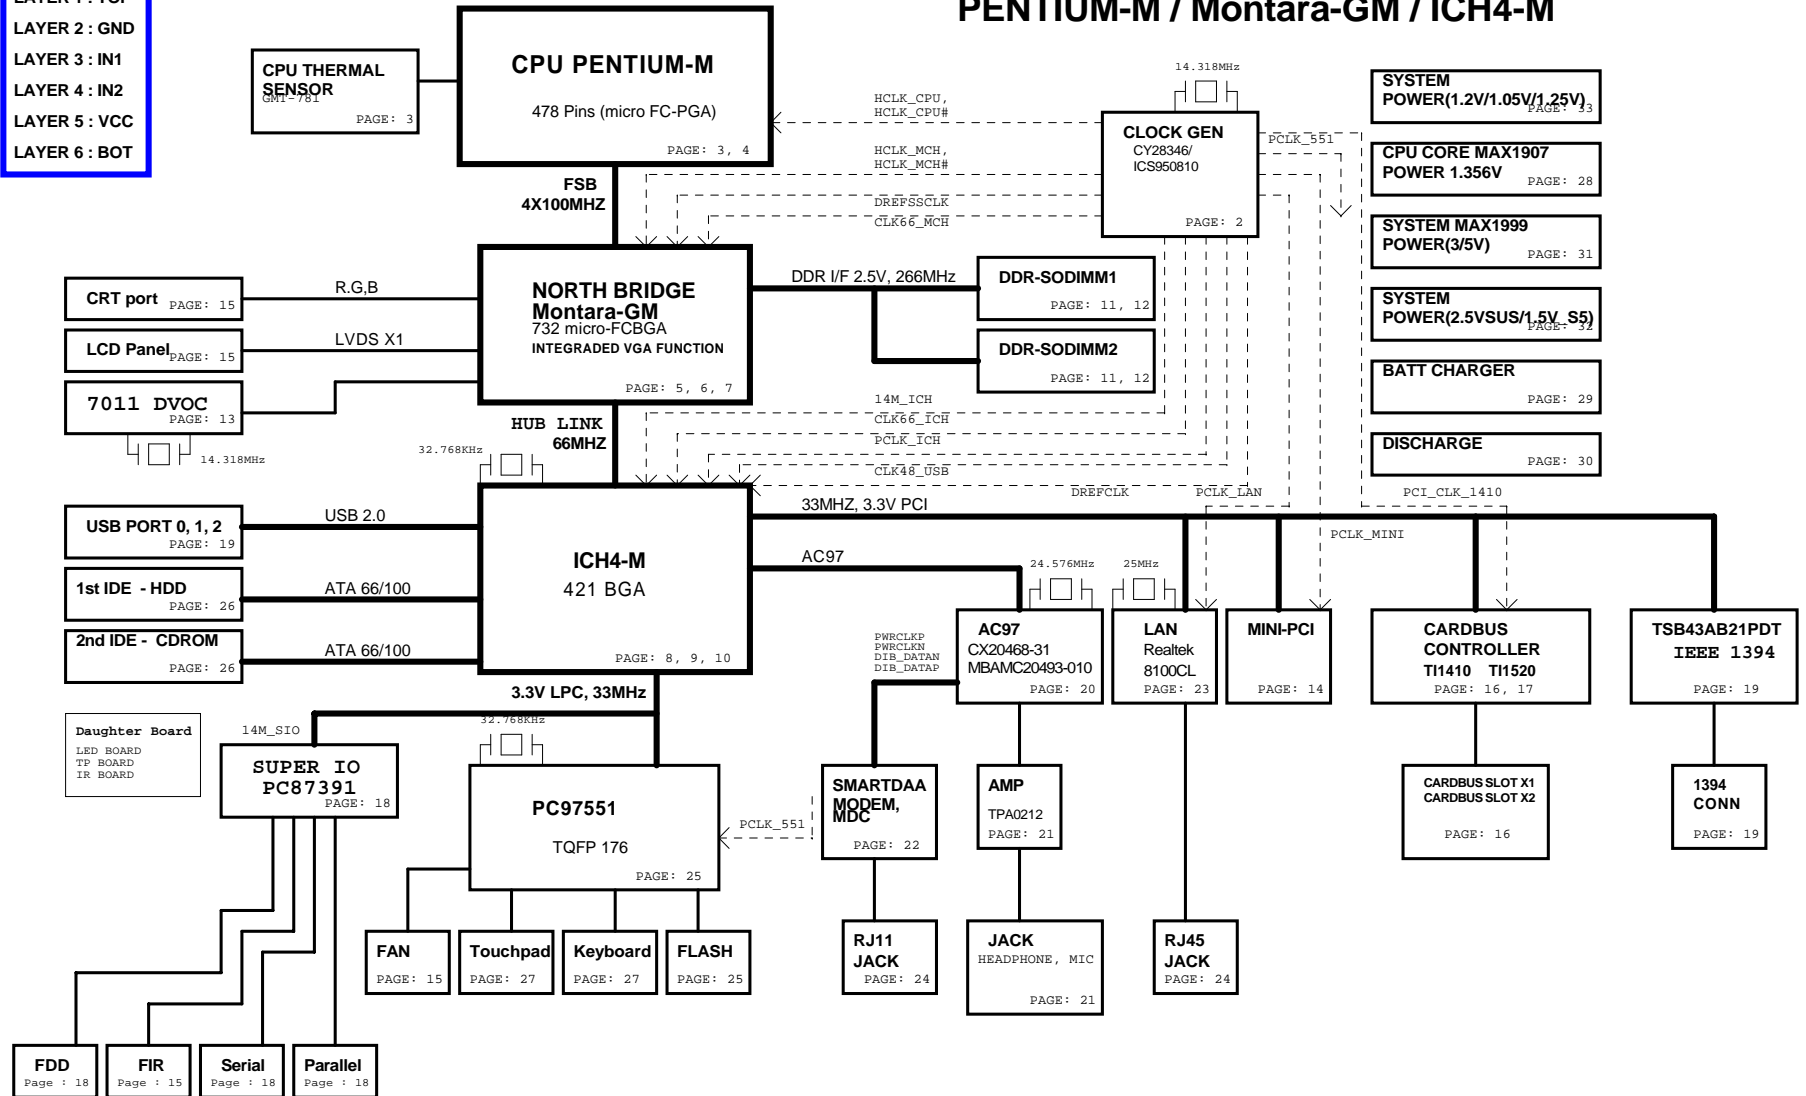 PENTIUM-M / Montara-GM / ICH4-M
LAYER 1 : TOP
LAYER 2 : GND
LAYER 3 : IN1
LAYER 4 : IN2
LAYER 5 : VCC
LAYER 6 : BOT
CPU THERMAL
SENSOR
GMT-781
PAGE: 3
CPU PENTIUM-M
478 Pins (micro FC-PGA)
PAGE: 3, 4
HCLK_CPU,
HCLK_CPU#
HCLK_MCH,
HCLK_MCH#
DREFSSCLK
CLK66_MCH
14.318MHz
CLOCK GEN
CY28346/
ICS950810
PAGE: 2
PCLK_551
SYSTEM
POWER(1.2V/1.05V/1.25V)
PAGE: 33
CPU CORE MAX1907
POWER 1.356V
PAGE: 28
SYSTEM MAX1999
POWER(3/5V)
PAGE: 31
SYSTEM
POWER(2.5VSUS/1.5V_S5)
PAGE: 32
BATT CHARGER
PAGE: 29
DISCHARGE
PAGE: 30
FSB
4X100MHZ
CRT port
PAGE: 15
R.G,B
LCD Panel
PAGE: 15
LVDS X1
7011 DVOC
PAGE: 13
14.318MHz
NORTH BRIDGE
Montara-GM
732 micro-FCBGA
INTEGRADED VGA FUNCTION
PAGE: 5, 6, 7
DDR I/F 2.5V, 266MHz
DDR-SODIMM1
PAGE: 11, 12
DDR-SODIMM2
PAGE: 11, 12
HUB LINK
66MHZ
32.768KHz
14M_ICH
CLK66_ICH
PCLK_ICH
CLK48_USB
DREFCLK
PCLK_LAN
PCI_CLK_1410
PCLK_MINI
33MHZ, 3.3V PCI
USB PORT 0, 1, 2
PAGE: 19
USB 2.0
1st IDE - HDD
PAGE: 26
ATA 66/100
2nd IDE - CDROM
PAGE: 26
ATA 66/100
ICH4-M
421 BGA
PAGE: 8, 9, 10
AC97
24.576MHz
25MHz
PWRCLKP
PWRCLKN
DIB_DATAN
DIB_DATAP
AC97
CX20468-31
MBAMC20493-010
PAGE: 20
LAN
Realtek
8100CL
PAGE: 23
MINI-PCI
PAGE: 14
CARDBUS
CONTROLLER
TI1410 TI1520
PAGE: 16, 17
TSB43AB21PDT
IEEE 1394
PAGE: 19
3.3V LPC, 33MHz
Daughter Board
LED BOARD
TP BOARD
IR BOARD
14M_SIO
SUPER IO
PC87391
PAGE: 18
32.768KHz
PC97551
TQFP 176
PAGE: 25
PCLK_551
SMARTDAA
MODEM,
MDC
PAGE: 22
AMP
TPA0212
PAGE: 21
CARDBUS SLOT X1
CARDBUS SLOT X2
PAGE: 16
1394
CONN
PAGE: 19
FAN
PAGE: 15
Touchpad
PAGE: 27
Keyboard
PAGE: 27
FLASH
PAGE: 25
RJ11
JACK
PAGE: 24
JACK
HEADPHONE, MIC
PAGE: 21
RJ45
JACK
PAGE: 24
FDD
Page : 18
FIR
Page : 15
Serial
Page : 18
Parallel
Page : 18